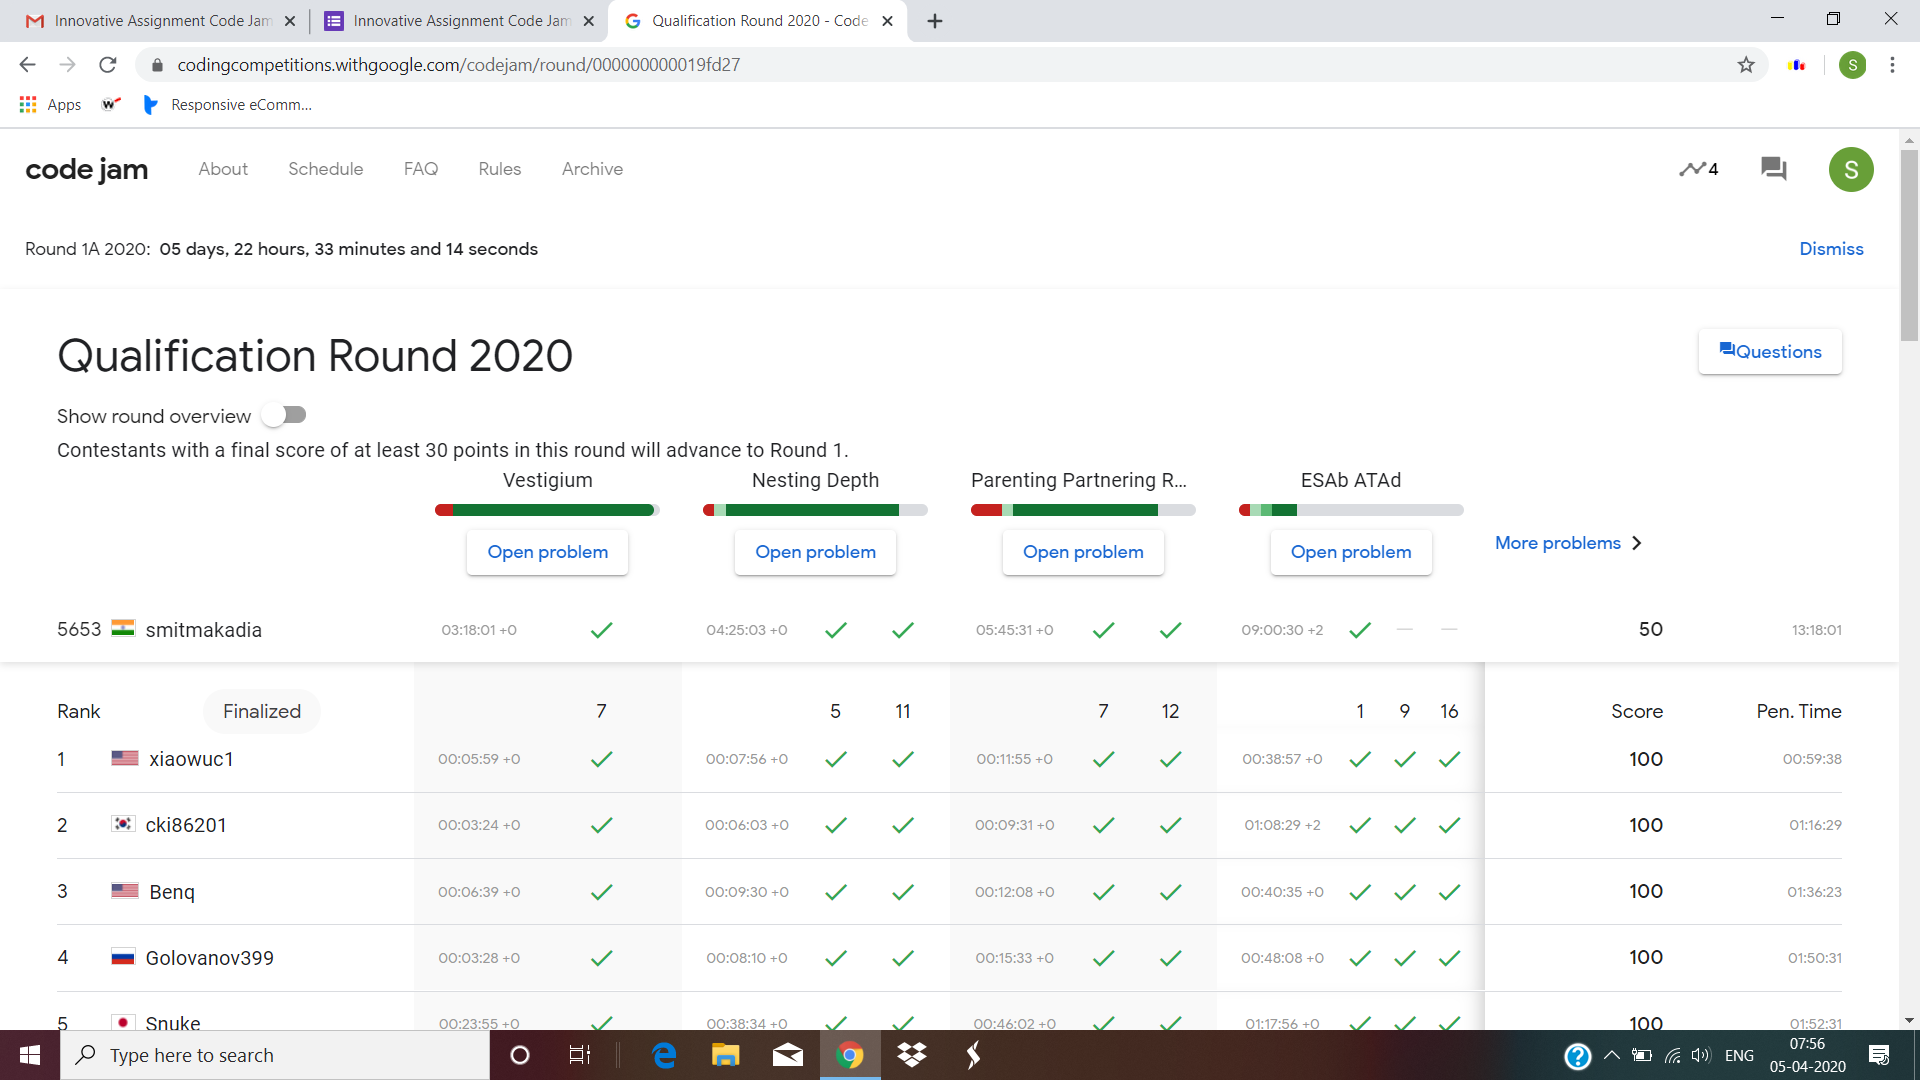 Innovative Assignment Code Jam
Innovative Assignment Code Jam
Qualification Round 2020 - Code
codingcompetitions.withgoogle.com/codejam/round/000000000019fd27
S
Apps
Responsive eComm...
code jam
About
Schedule
FAQ
Rules
Archive
4
S
Round 1A 2020: 05 days, 22 hours, 33 minutes and 14 seconds
Dismiss
Qualification Round 2020
Questions
Show round overview
Contestants with a final score of at least 30 points in this round will advance to Round 1.
Vestigium
Nesting Depth
Parenting Partnering R...
ESAb ATAd
Open problem
Open problem
Open problem
Open problem
More problems
5653 smitmakadia 03:18:01 +0 04:25:03 +0 05:45:31 +0 09:00:30 +2 — — 50 13:18:01
Rank Finalized 7 5 11 7 12 1 9 16 Score Pen. Time
1 xiaowuc1 00:05:59 +0 00:07:56 +0 00:11:55 +0 00:38:57 +0 100 00:59:38
2 cki86201 00:03:24 +0 00:06:03 +0 00:09:31 +0 01:08:29 +2 100 01:16:29
3 Benq 00:06:39 +0 00:09:30 +0 00:12:08 +0 00:40:35 +0 100 01:36:23
4 Golovanov399 00:03:28 +0 00:08:10 +0 00:15:33 +0 00:48:08 +0 100 01:50:31
5 Snuke 00:23:55 +0 00:38:34 +0 00:46:02 +0 01:17:56 +0 100 01:52:31
Type here to search
ENG
07:56
05-04-2020